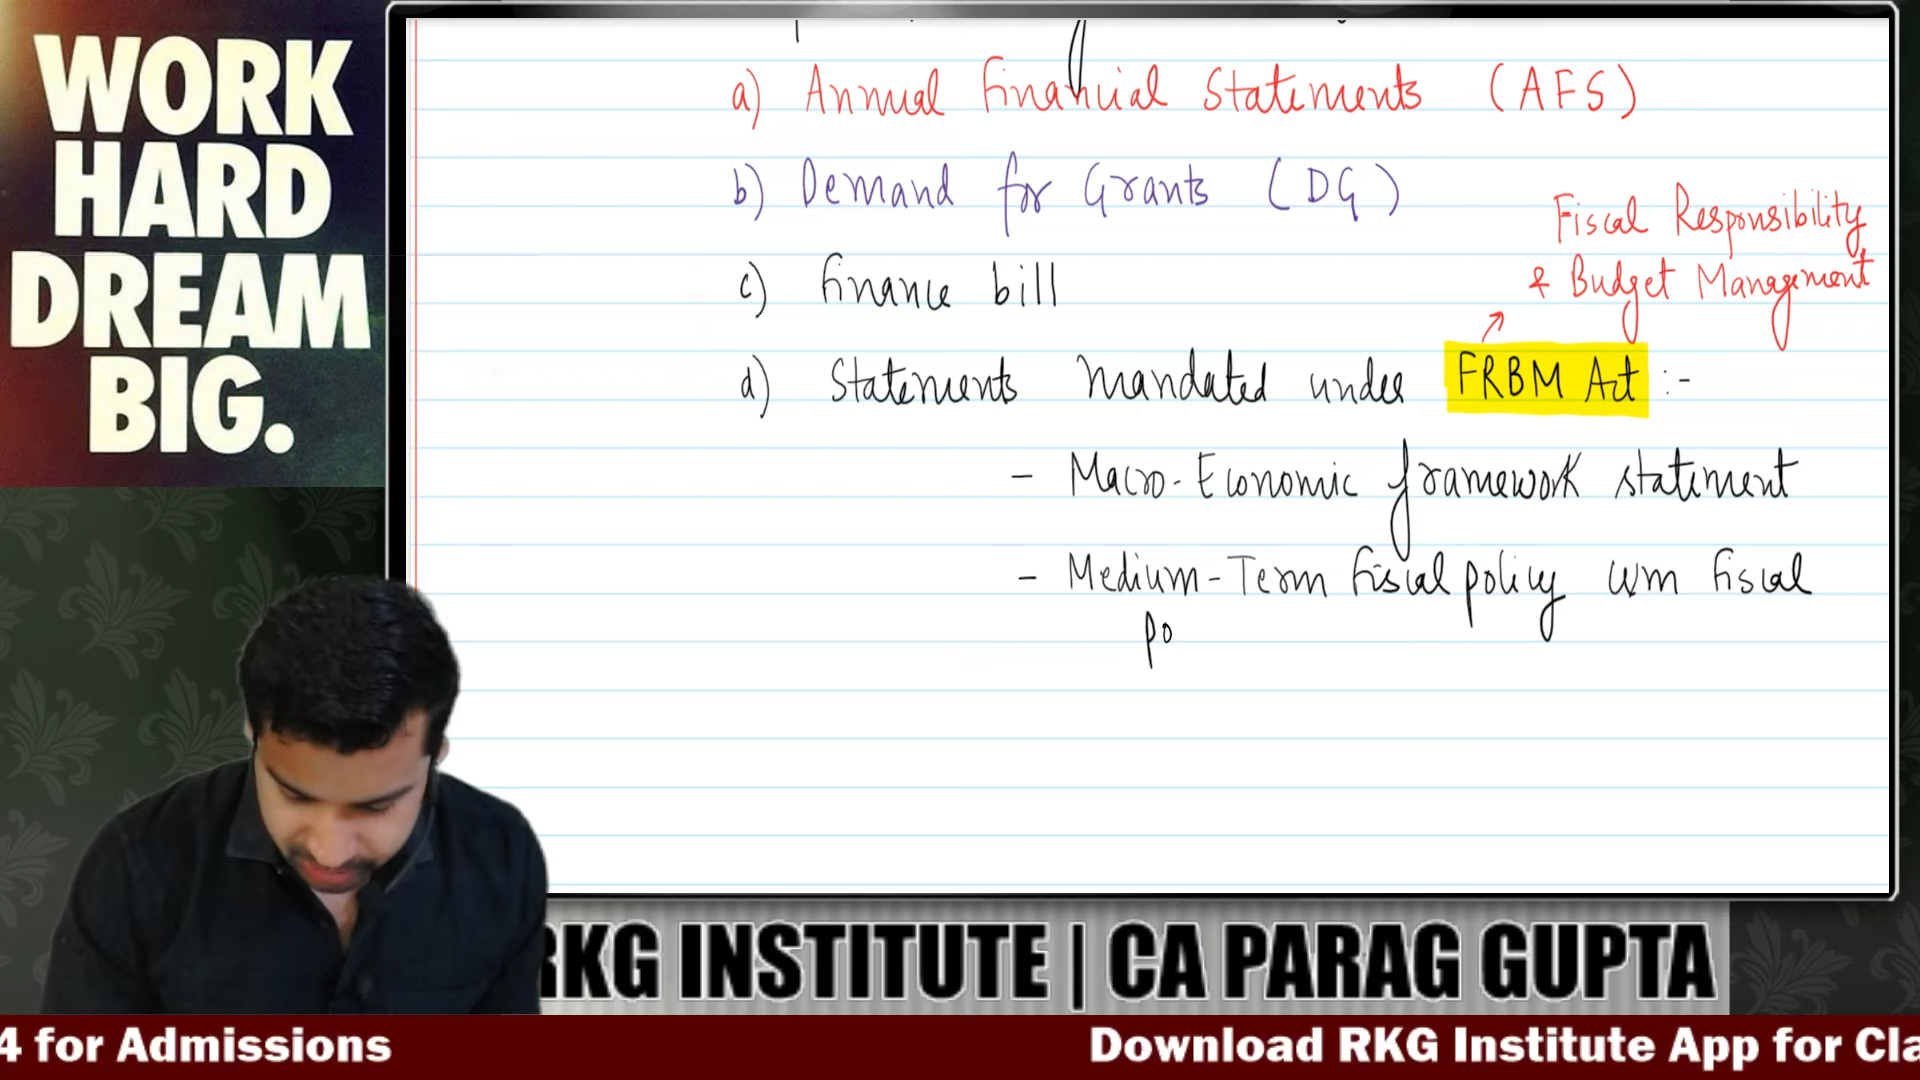 WORK
HARD
DREAM
BIG.
a) Annual Financial Statements (AFS)
b) Demand for Grants (DG)
Fiscal Responsibility
& Budget Management
c) Finance bill
d) Statements mandated under FRBM Act :-
- Macro-Economic framework statement
- Medium-Term Fiscal policy cum fiscal
po
RKG INSTITUTE | CA PARAG GUPTA
4 for Admissions
Download RKG Institute App for Cla